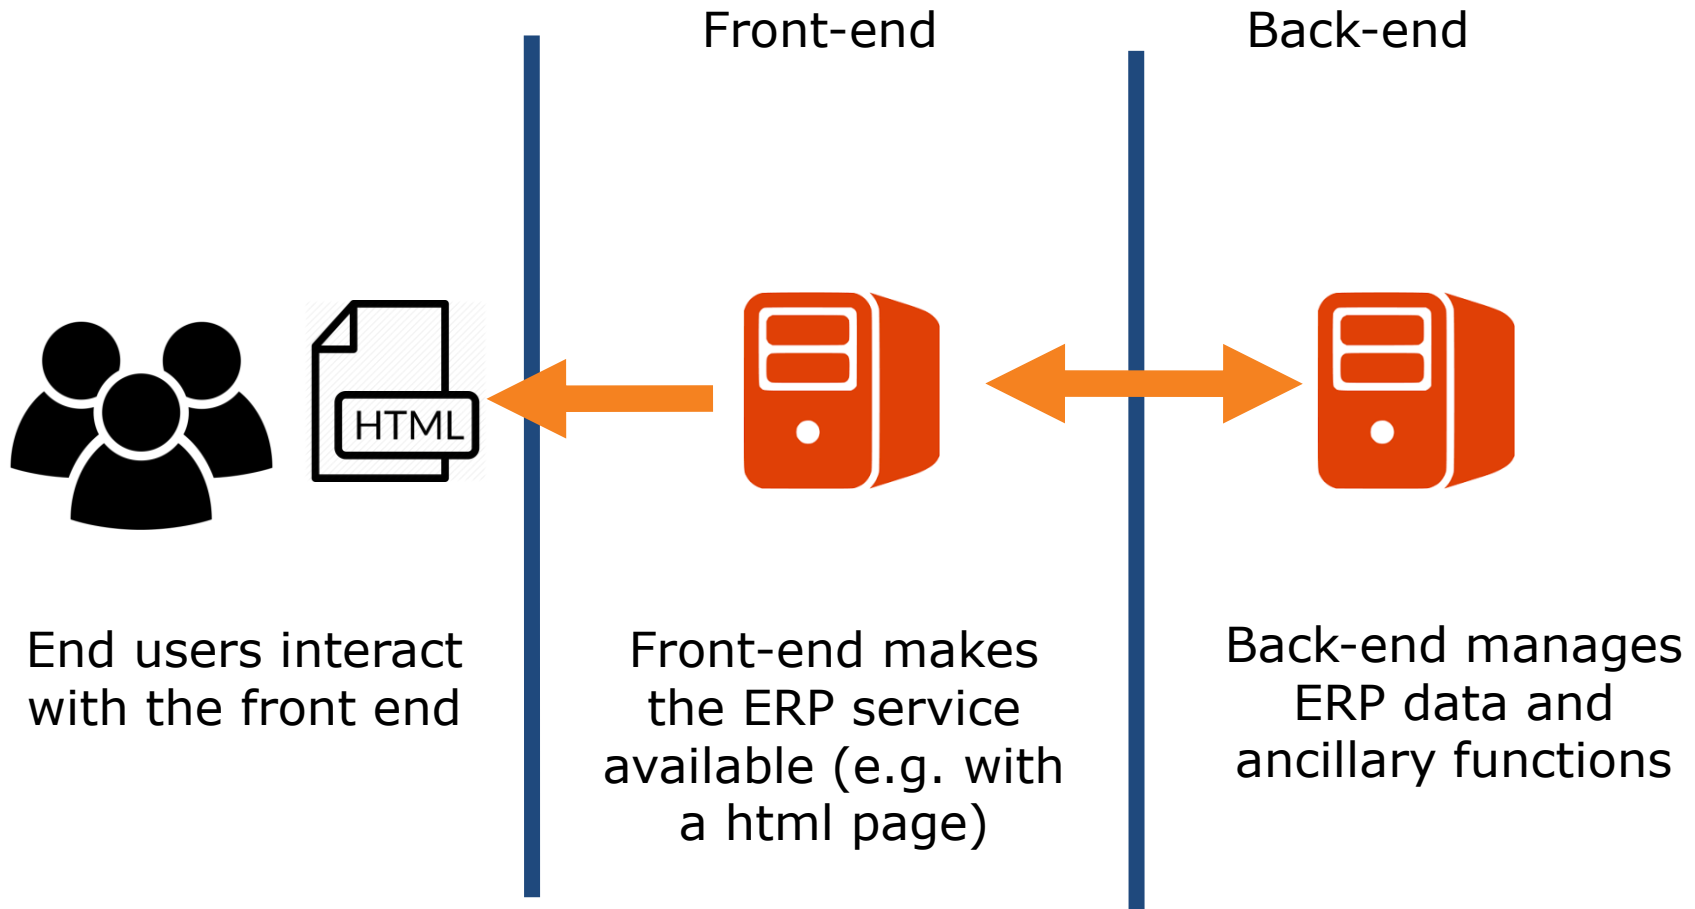 Front-end
Back-end
HTML
End users interact
with the front end
Front-end makes
the ERP service
available (e.g. with
a html page)
Back-end manages
ERP data and
ancillary functions